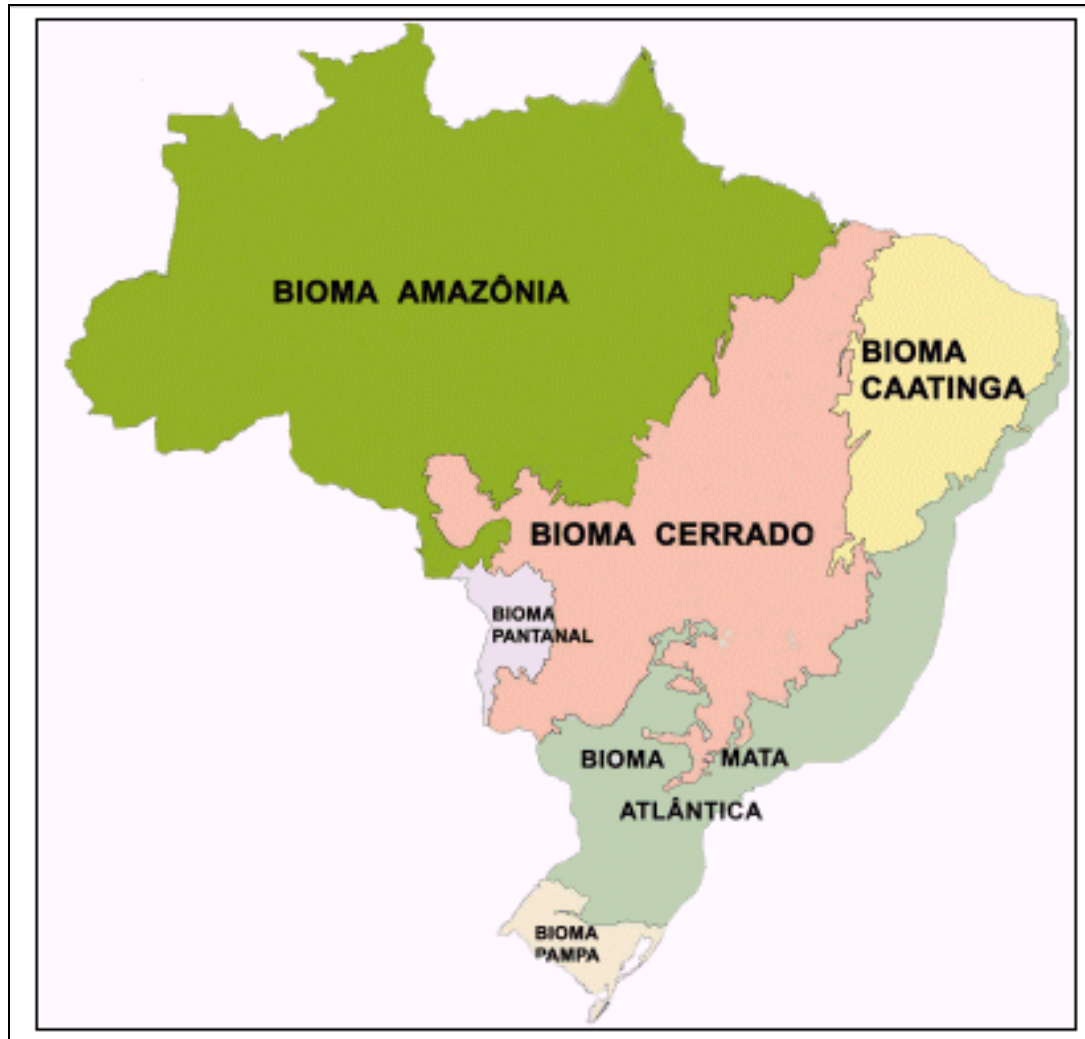 BIOMA AMAZÔNIA
BIOMA
CAATINGA
BIOMA CERRADO
BIOMA
PANTANAL
BIOMA MATA
ATLÂNTICA
BIOMA
PAMPA